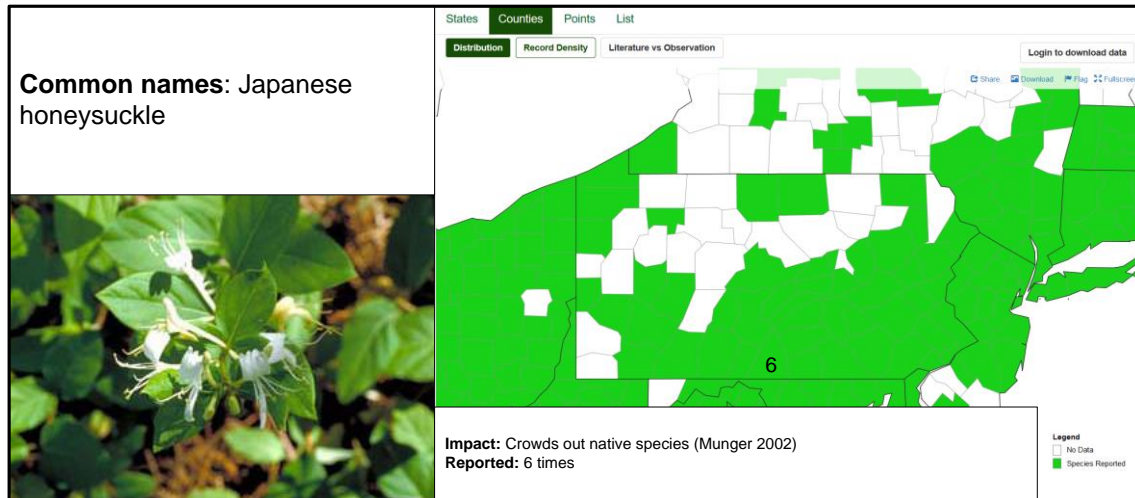 Common names: Japanese
honeysuckle
States Counties Points List
Distribution Record Density Literature vs Observation
Login to download data
Share Download Flag Fullscreen
6
Impact: Crowds out native species (Munger 2002)
Reported: 6 times
Legend
No Data
Species Reported